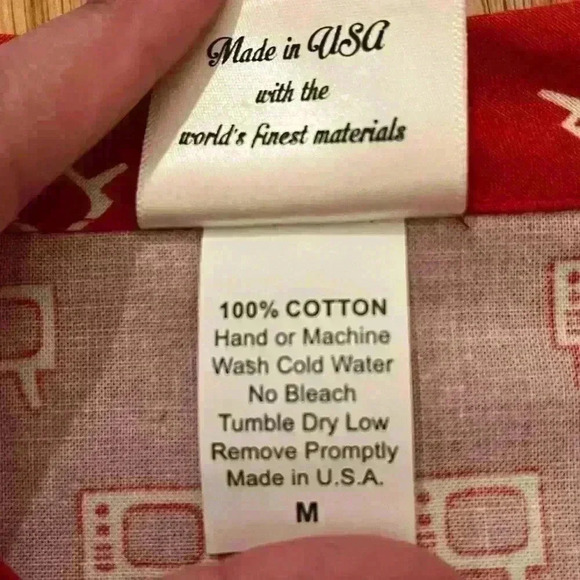 Made in USA
with the
world's finest materials
100% COTTON
Hand or Machine
Wash Cold Water
No Bleach
Tumble Dry Low
Remove Promptly
Made in U.S.A.
M